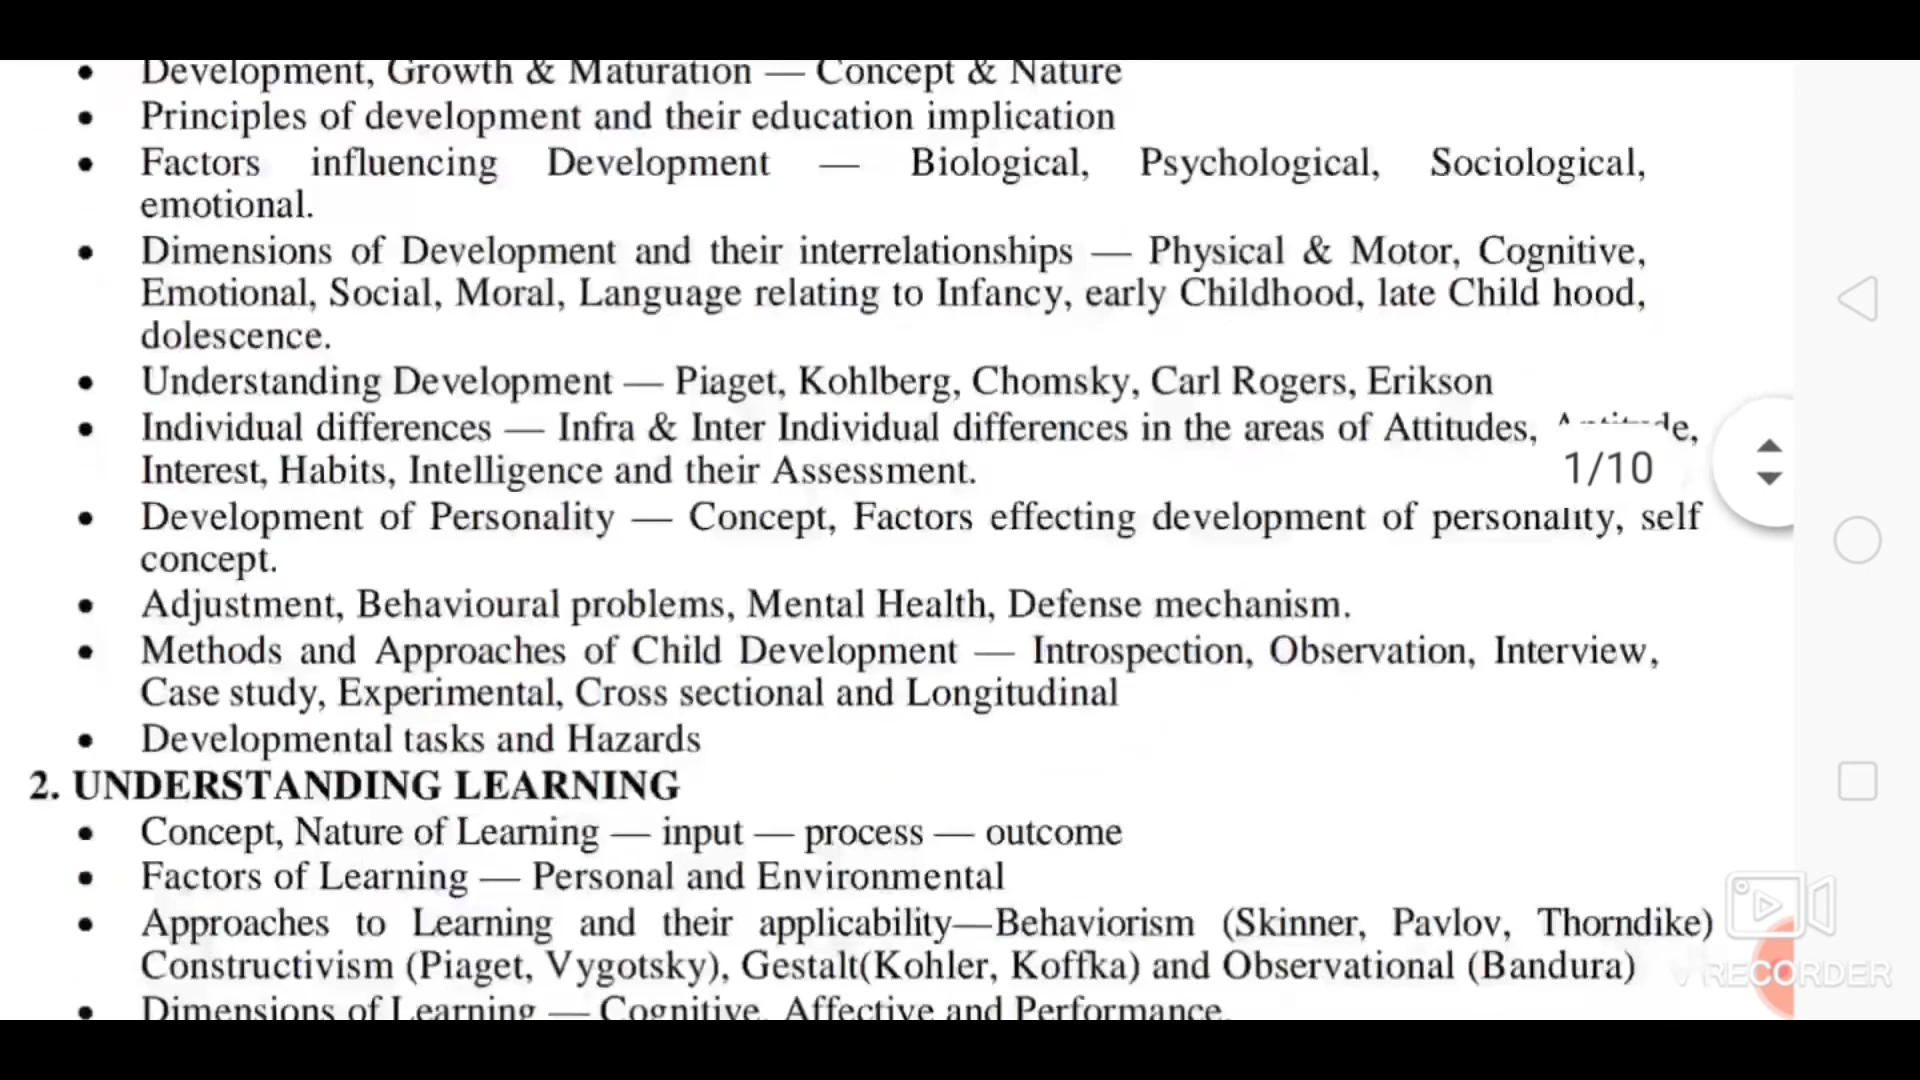 • Development, Growth & Maturation — Concept & Nature
• Principles of development and their education implication
• Factors influencing Development — Biological, Psychological, Sociological,
emotional.
• Dimensions of Development and their interrelationships — Physical & Motor, Cognitive,
Emotional, Social, Moral, Language relating to Infancy, early Childhood, late Child hood,
dolescence.
• Understanding Development — Piaget, Kohlberg, Chomsky, Carl Rogers, Erikson
• Individual differences — Infra & Inter Individual differences in the areas of Attitudes,
Interest, Habits, Intelligence and their Assessment.
1/10
• Development of Personality — Concept, Factors effecting development of personality, self
concept.
• Adjustment, Behavioural problems, Mental Health, Defense mechanism.
• Methods and Approaches of Child Development — Introspection, Observation, Interview,
Case study, Experimental, Cross sectional and Longitudinal
• Developmental tasks and Hazards
2. UNDERSTANDING LEARNING
• Concept, Nature of Learning — input — process — outcome
• Factors of Learning — Personal and Environmental
• Approaches to Learning and their applicability—Behaviorism (Skinner, Pavlov, Thorndike)
Constructivism (Piaget, Vygotsky), Gestalt(Kohler, Koffka) and Observational (Bandura)
V RECORDER
• Dimensions of Learning — Cognitive, Affective and Performance.